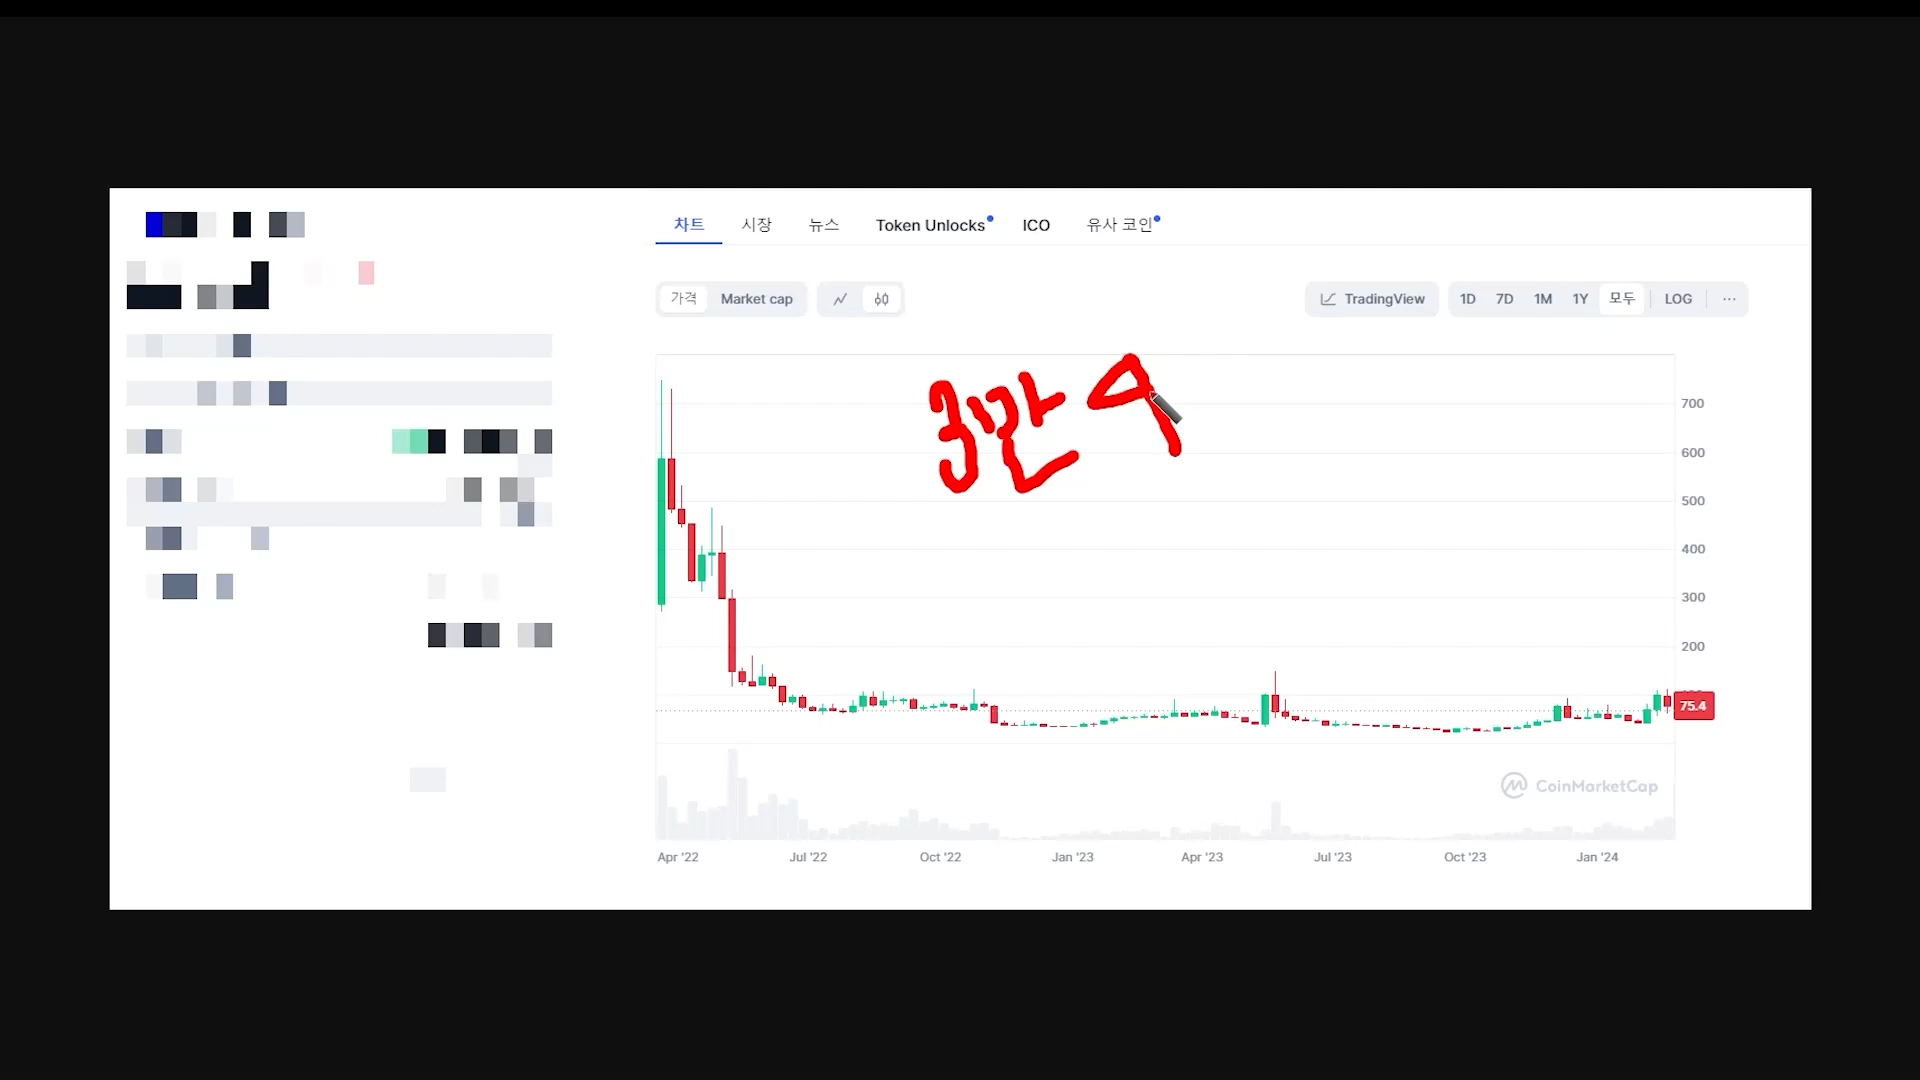 차트 시장 뉴스 Token Unlocks ICO 유사 코인
가격 Market cap TradingView 1D 7D 1M 1Y 모두 LOG ...
3만 9
700
600
500
400
300
200
75.4
CoinMarketCap
Apr '22 Jul '22 Oct '22 Jan '23 Apr '23 Jul '23 Oct '23 Jan '24